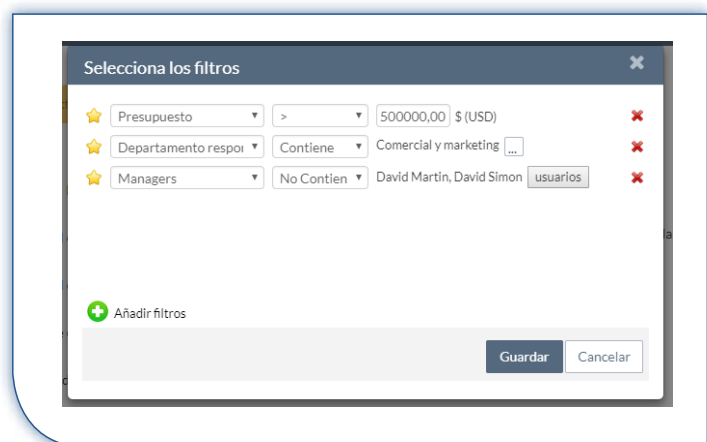 Selecciona los filtros
Presupuesto > 500000,00 $ (USD)
Departamento respon Contiene Comercial y marketing ...
Managers No Contien David Martin, David Simon usuarios
Añadir filtros
Guardar Cancelar